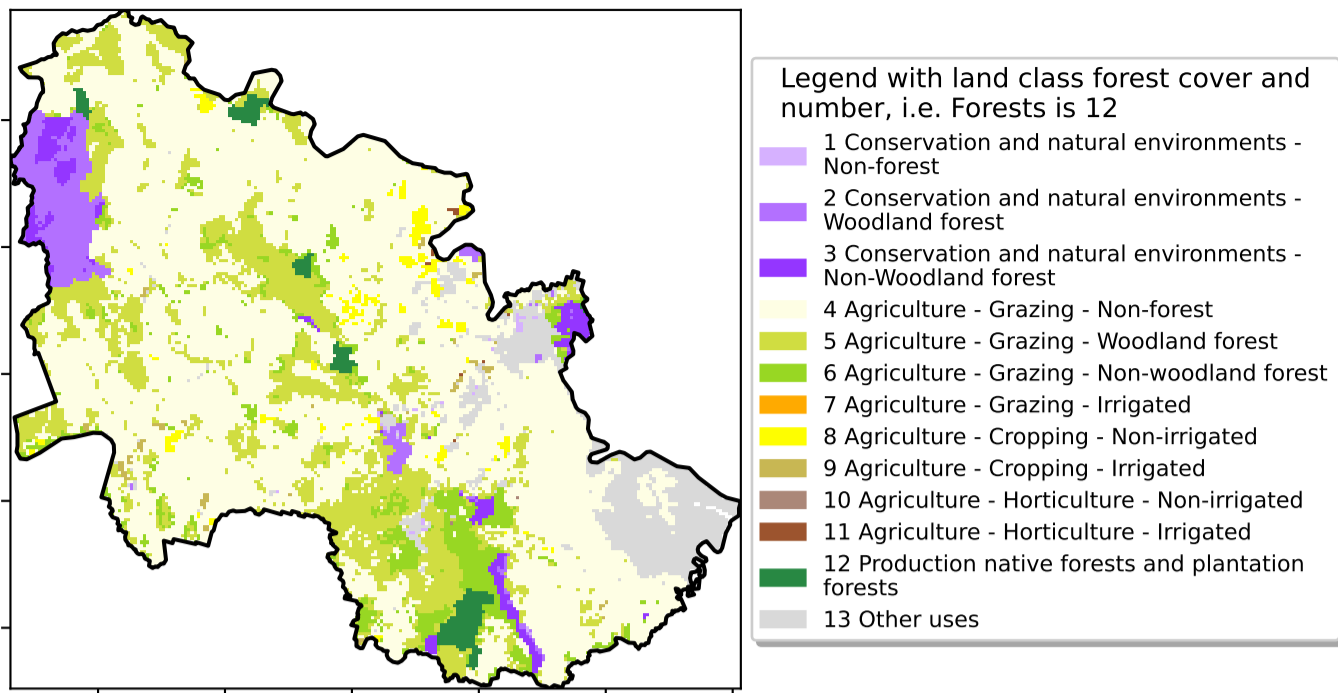 Legend with land class forest cover and
number, i.e. Forests is 12
1 Conservation and natural environments -
Non-forest
2 Conservation and natural environments -
Woodland forest
3 Conservation and natural environments -
Non-Woodland forest
4 Agriculture - Grazing - Non-forest
5 Agriculture - Grazing - Woodland forest
6 Agriculture - Grazing - Non-woodland forest
7 Agriculture - Grazing - Irrigated
8 Agriculture - Cropping - Non-irrigated
9 Agriculture - Cropping - Irrigated
10 Agriculture - Horticulture - Non-irrigated
11 Agriculture - Horticulture - Irrigated
12 Production native forests and plantation
forests
13 Other uses